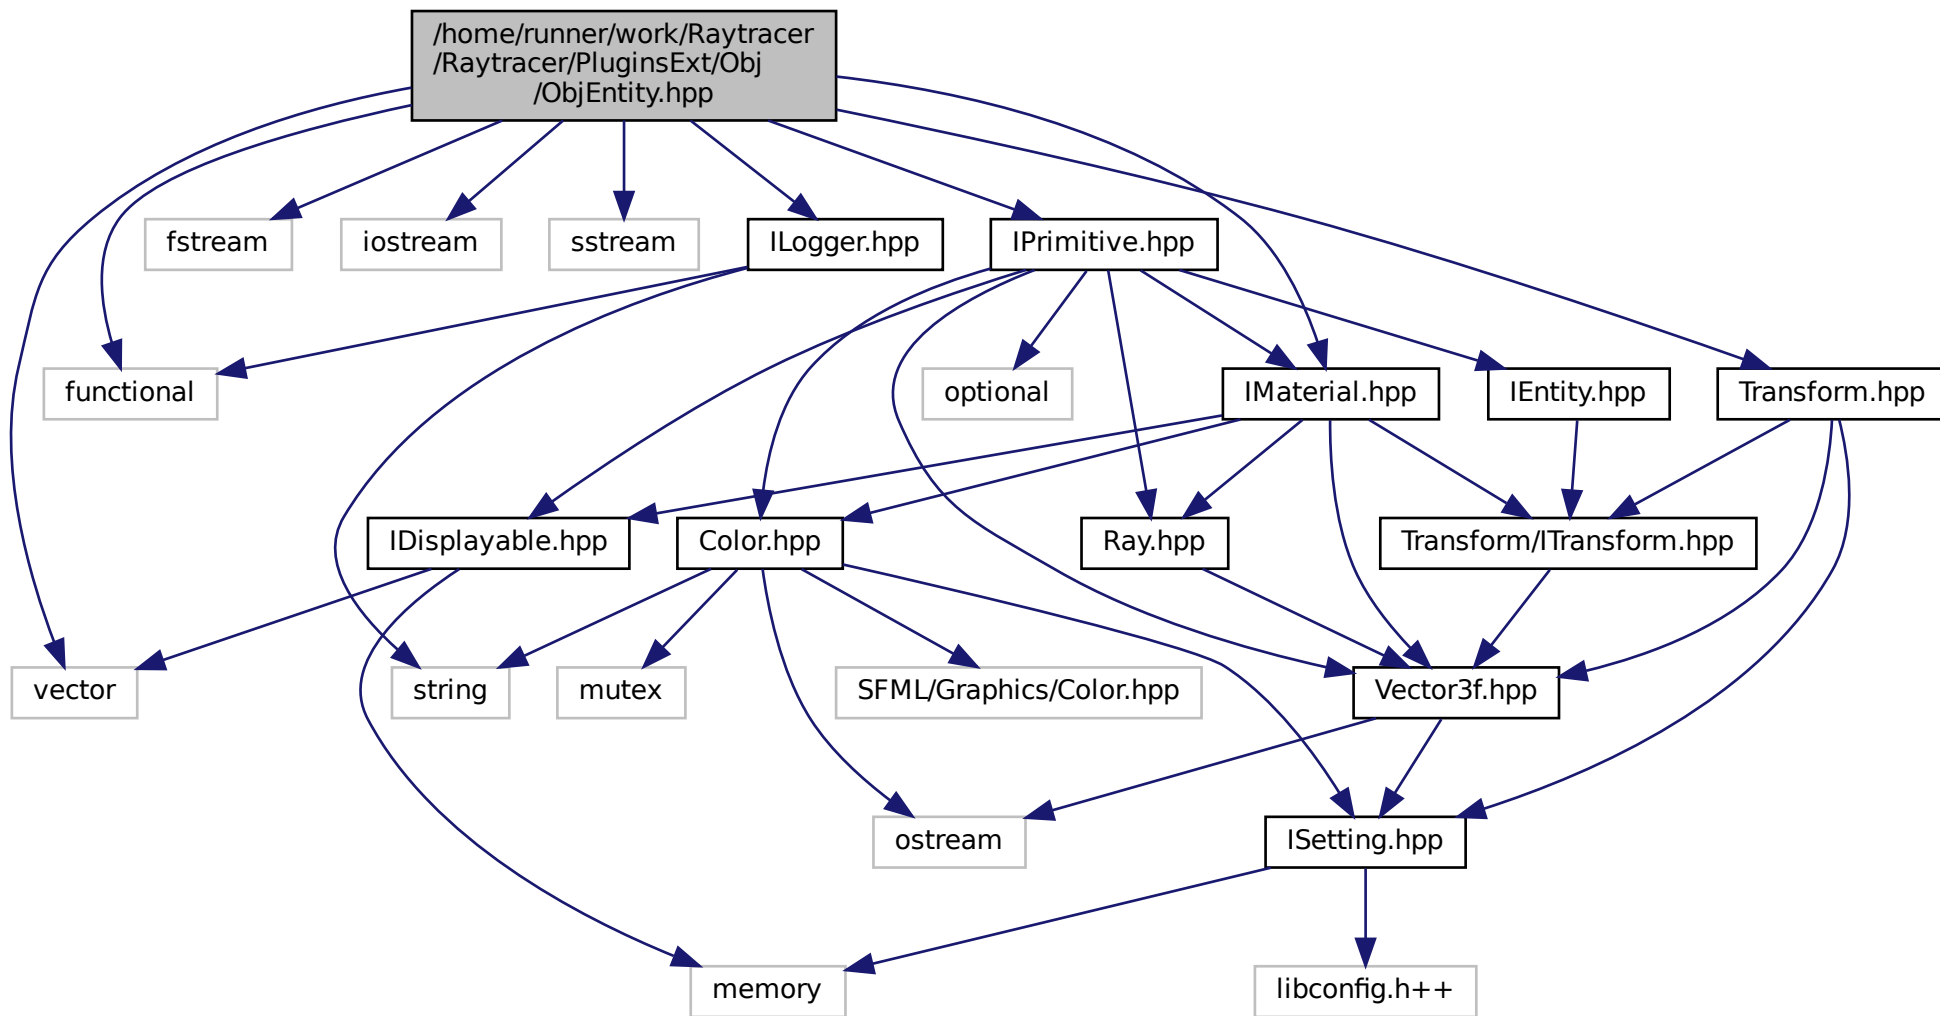 /home/runner/work/Raytracer
/Raytracer/PluginsExt/Obj
/ObjEntity.hpp
fstream
iostream
sstream
ILogger.hpp
IPrimitive.hpp
functional
optional
IMaterial.hpp
IEntity.hpp
Transform.hpp
IDisplayable.hpp
Color.hpp
Ray.hpp
Transform/ITransform.hpp
vector
string
mutex
SFML/Graphics/Color.hpp
Vector3f.hpp
ostream
ISetting.hpp
memory
libconfig.h++